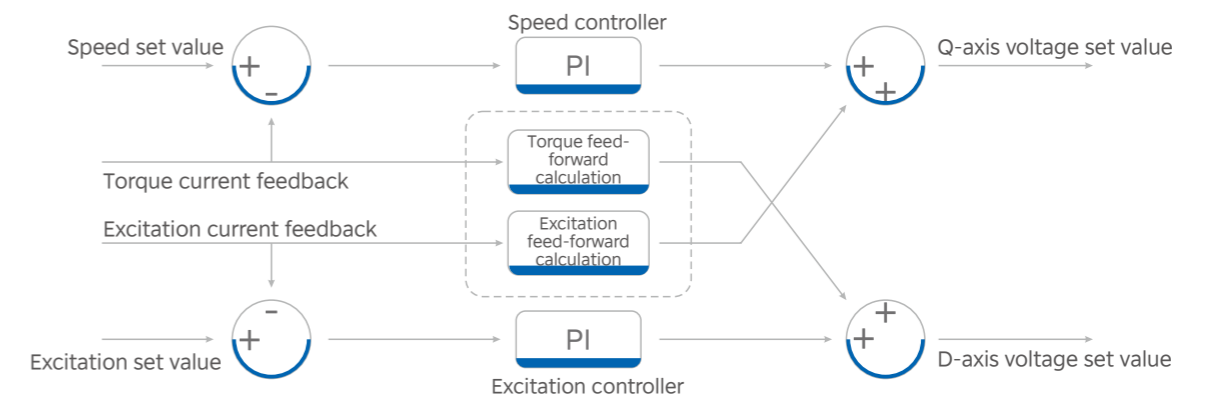 Speed controller
Speed set value
+
-
PI
+
+
Q-axis voltage set value
Torque feed-
forward
calculation
Torque current feedback
Excitation current feedback
Excitation
feed-forward
calculation
-
+
Excitation set value
PI
Excitation controller
+
+
D-axis voltage set value